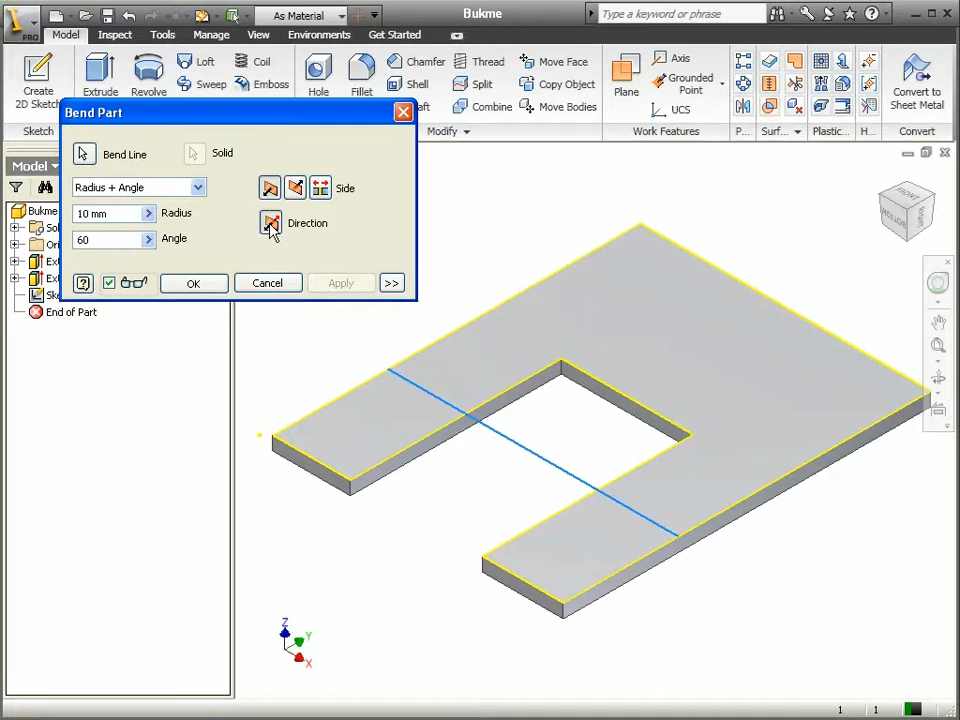 As Material
Bukme
Type a keyword or phrase
PRO
Model
Inspect
Tools
Manage
View
Environments
Get Started
Create
2D Sketch
Extrude
Revolve
Loft
Sweep
Coil
Emboss
Hole
Fillet
Chamfer
Shell
Thread
Split
Combine
Move Face
Copy Object
Move Bodies
Plane
Axis
Grounded
Point
UCS
Convert to
Sheet Metal
Sketch
Modify
Work Features
P...
Surf...
Plastic...
H...
Convert
Bend Part
Bend Line
Solid
Radius + Angle
Side
10 mm
Radius
Direction
60
Angle
OK
Cancel
Apply
>>
Model
Bukme
End of Part
FRONT
BOTTOM
Z
Y
X
1
1